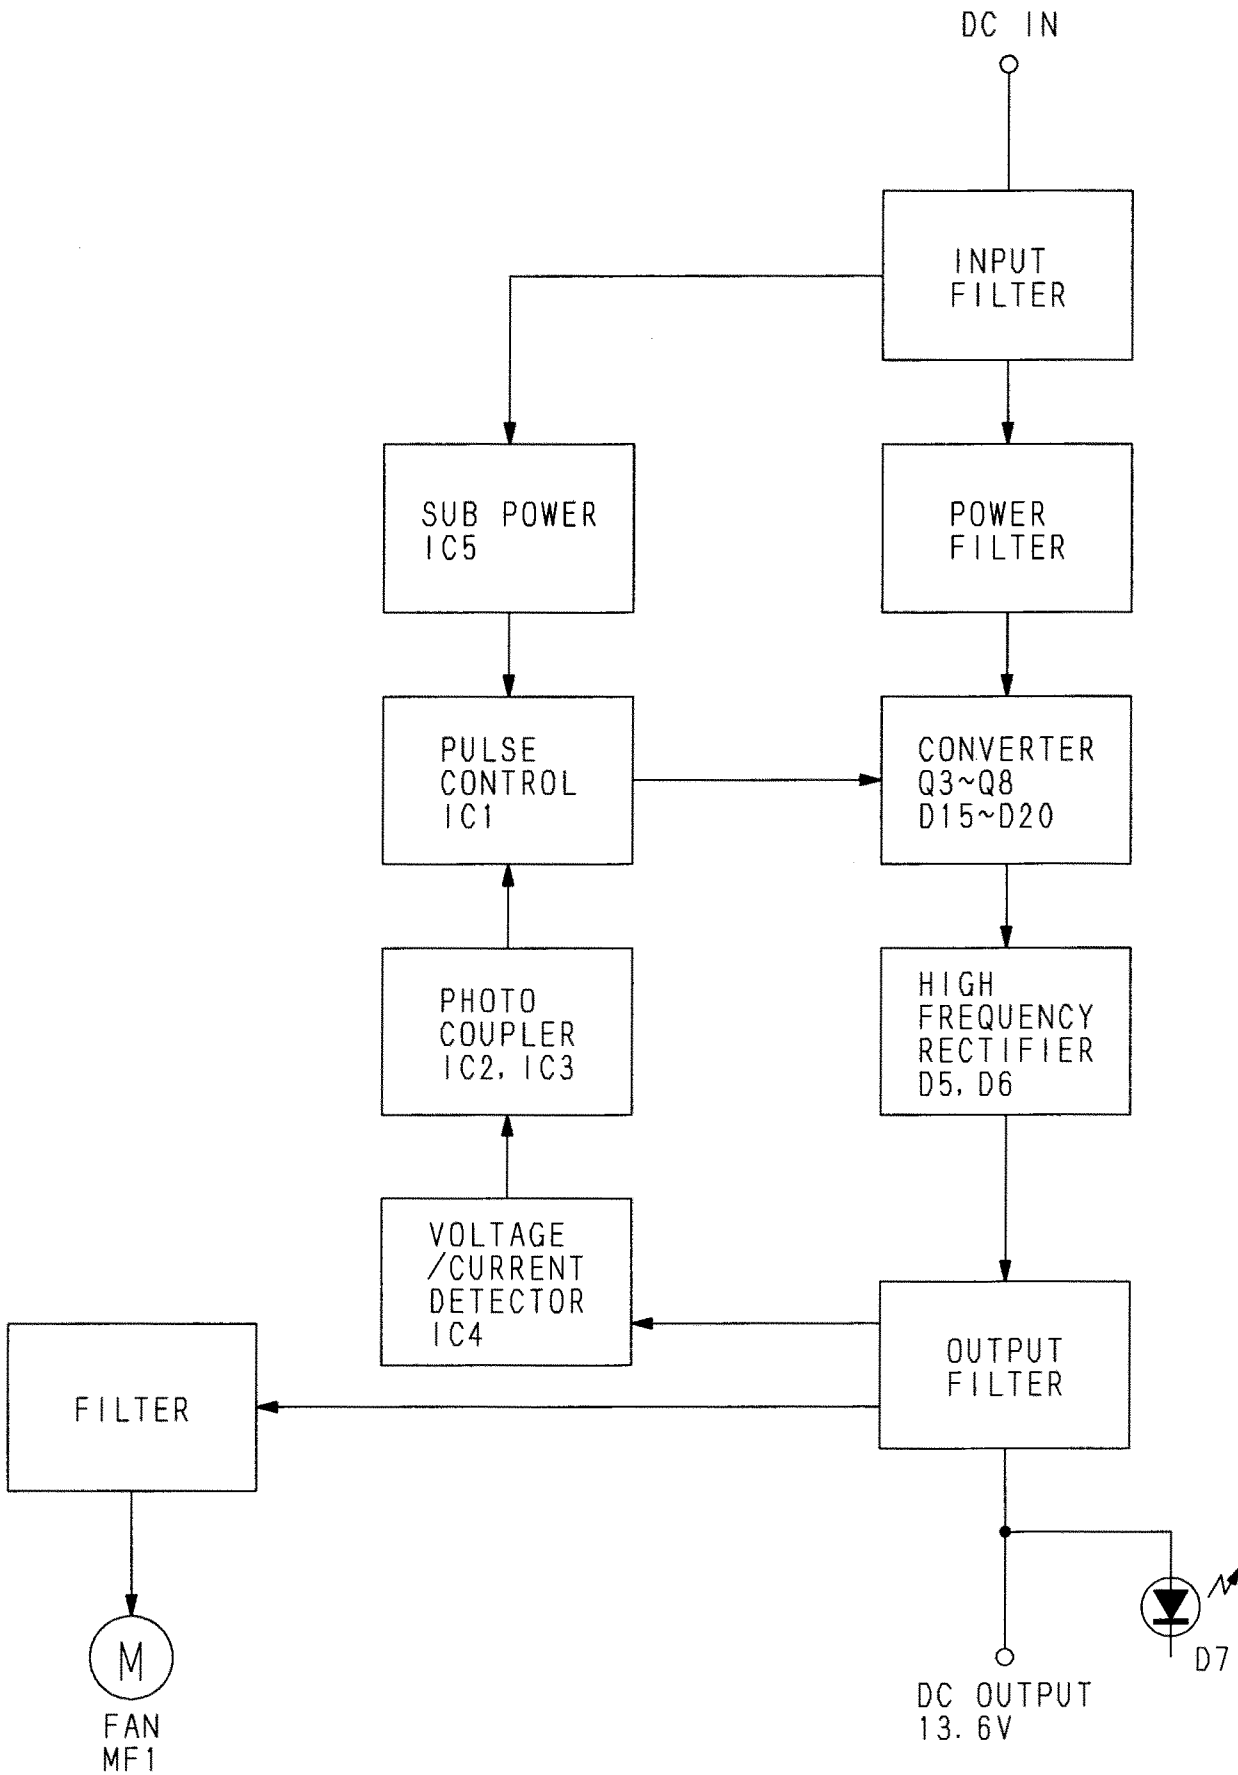 DC IN
INPUT
FILTER
SUB POWER
IC5
POWER
FILTER
PULSE
CONTROL
IC1
CONVERTER
Q3~Q8
D15~D20
PHOTO
COUPLER
IC2, IC3
HIGH
FREQUENCY
RECTIFIER
D5, D6
VOLTAGE
/CURRENT
DETECTOR
IC4
OUTPUT
FILTER
FILTER
M
FAN
MF1
D7
DC OUTPUT
13.6V